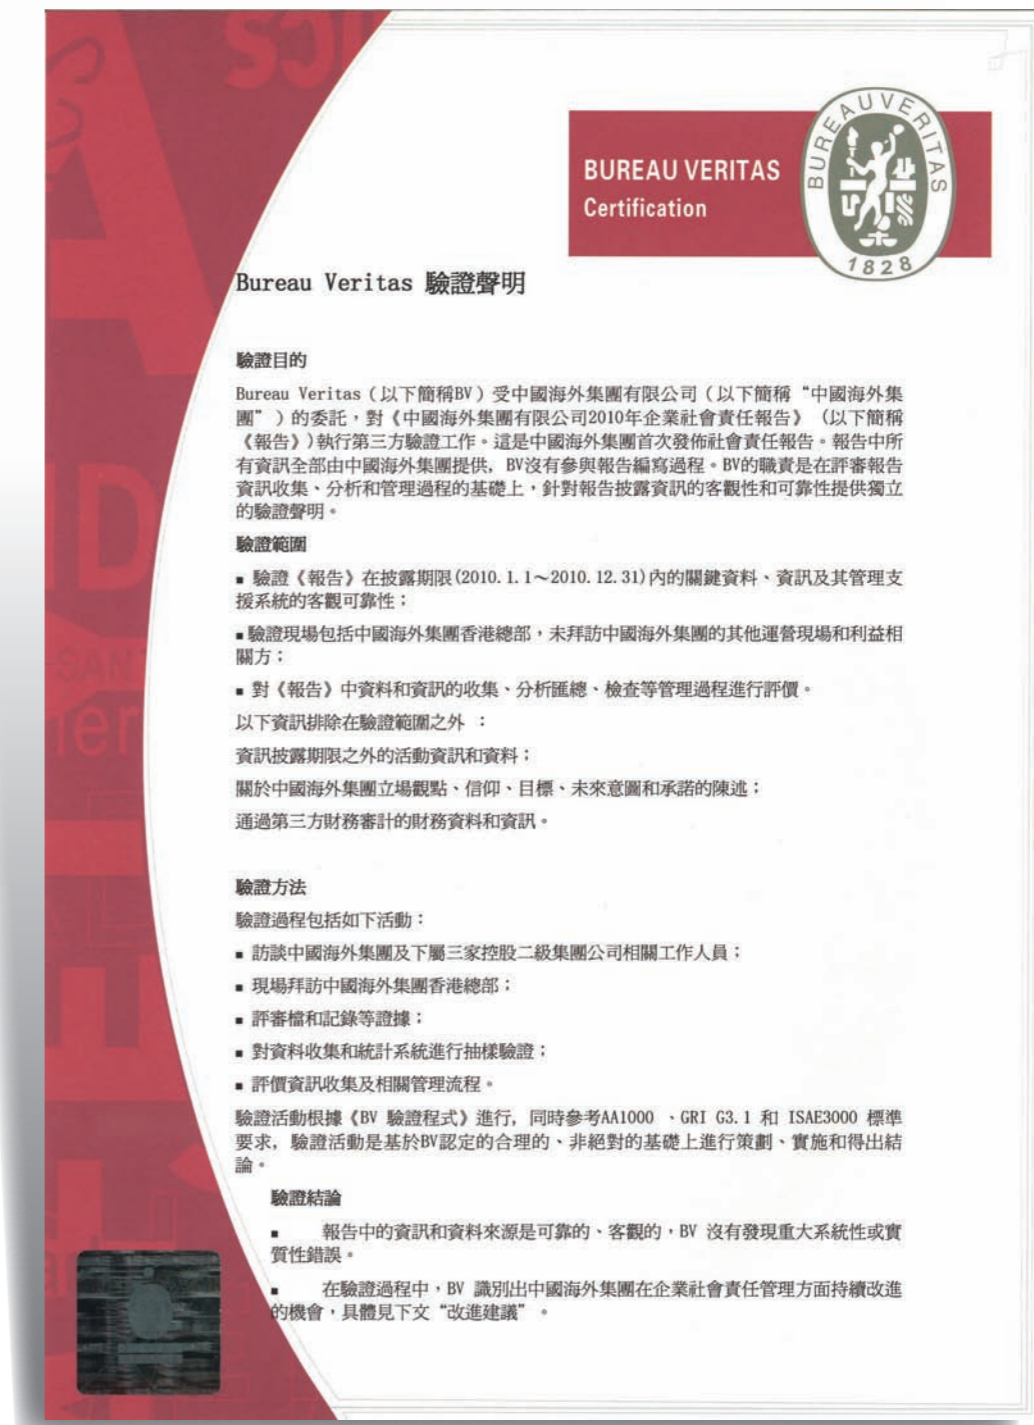 BUREAU VERITAS
Certification
BUREAU VERITAS
1828
Bureau Veritas 驗證聲明
驗證目的
Bureau Veritas（以下簡稱BV）受中國海外集團有限公司（以下簡稱“中國海外集
團”）的委託，對《中國海外集團有限公司2010年企業社會責任報告》（以下簡稱
《報告》)執行第三方驗證工作。這是中國海外集團首次發佈社會責任報告。報告中所
有資訊全部由中國海外集團提供, BV沒有參與報告編寫過程。BV的職責是在評審報告
資訊收集、分析和管理過程的基礎上，針對報告披露資訊的客觀性和可靠性提供獨立
的驗證聲明。
驗證範圍
▪ 驗證《報告》在披露期限(2010.1.1～2010.12.31)內的關鍵資料、資訊及其管理支
援系統的客觀可靠性；
▪驗證現場包括中國海外集團香港總部，未拜訪中國海外集團的其他運營現場和利益相
關方；
▪ 對《報告》中資料和資訊的收集、分析匯總、檢查等管理過程進行評價。
以下資訊排除在驗證範圍之外 ：
資訊披露期限之外的活動資訊和資料；
關於中國海外集團立場觀點、信仰、目標、未來意圖和承諾的陳述；
通過第三方財務審計的財務資料和資訊。
驗證方法
驗證過程包括如下活動：
▪ 訪談中國海外集團及下屬三家控股二級集團公司相關工作人員；
▪ 現場拜訪中國海外集團香港總部；
▪ 評審檔和記錄等證據；
▪ 對資料收集和統計系統進行抽樣驗證；
▪ 評價資訊收集及相關管理流程。
驗證活動根據《BV 驗證程式》進行, 同時參考AA1000 、GRI G3.1 和 ISAE3000 標準
要求, 驗證活動是基於BV認定的合理的、非絕對的基礎上進行策劃、實施和得出結
論。
驗證結論
▪ 報告中的資訊和資料來源是可靠的、客觀的，BV 沒有發現重大系統性或實
質性錯誤。
▪ 在驗證過程中，BV 識別出中國海外集團在企業社會責任管理方面持續改進
的機會，具體見下文“改進建議”。